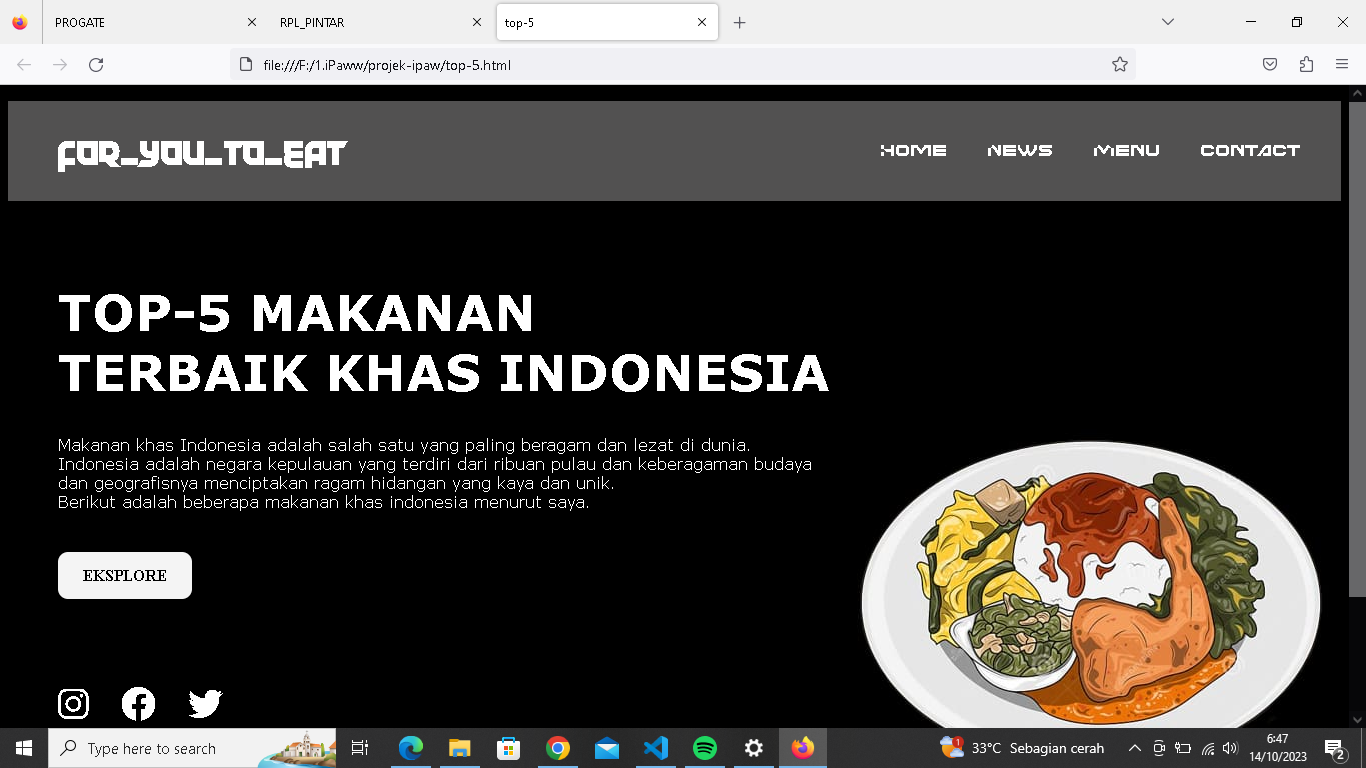 PROGATE
RPL_PINTAR
top-5
file:///F:/1.iPaww/projek-ipaw/top-5.html
FOR_YOU_TO_EAT
HOME
NEWS
MENU
CONTACT
TOP-5 MAKANAN
TERBAIK KHAS INDONESIA
Makanan khas Indonesia adalah salah satu yang paling beragam dan lezat di dunia.
Indonesia adalah negara kepulauan yang terdiri dari ribuan pulau dan keberagaman budaya
dan geografisnya menciptakan ragam hidangan yang kaya dan unik.
Berikut adalah beberapa makanan khas indonesia menurut saya.
EKSPLORE
Type here to search
1
33°C Sebagian cerah
6:47
14/10/2023
2